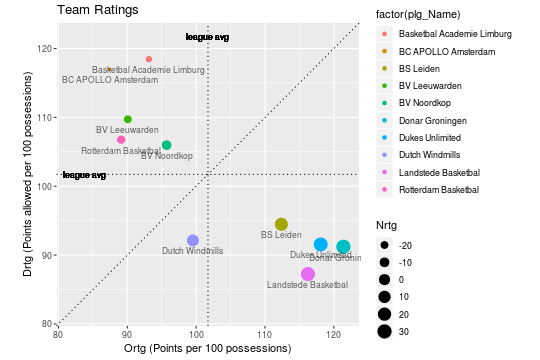 Team Ratings
factor(plg_Name)
Basketbal Academie Limburg
BC APOLLO Amsterdam
BS Leiden
BV Leeuwarden
BV Noordkop
Donar Groningen
Dukes Unlimited
Dutch Windmills
Landstede Basketbal
Rotterdam Basketbal
Nrtg
-20
-10
0
10
20
30
Drtg (Points allowed per 100 possessions)
120
110
100
90
80
league avg
Basketbal Academie Limburg
BC APOLLO Amsterdam
BV Leeuwarden
Rotterdam Basketbal
BV Noordkop
league avg
BS Leiden
Dutch Windmills
Dukes Unlimited
Donar Gronin
Landstede Basketbal
80
90
100
110
120
Ortg (Points per 100 possessions)